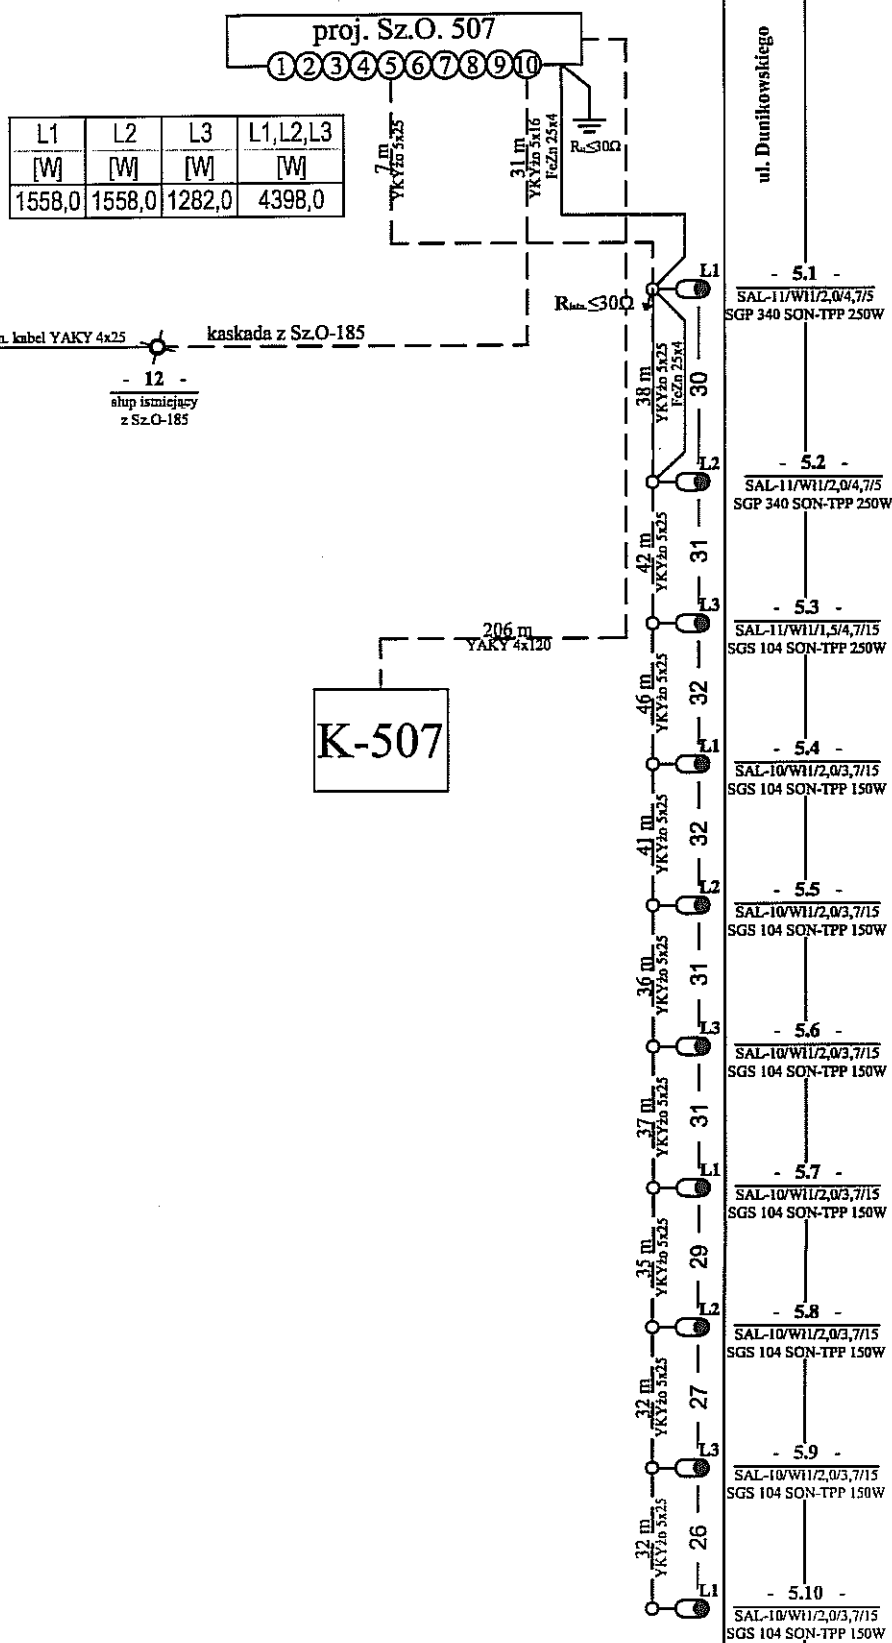 proj. Sz.O. 507
1 2 3 4 5 6 7 8 9 10
ul. Dunikowskiego
L1 L2 L3 L1,L2,L3
[W] [W] [W] [W]
1558,0 1558,0 1282,0 4398,0
7 m
YKYżo 5x25
31 m
YKYżo 5x16
FeZn 25x4
≤30Ω
kabel YAKY 4x25
kaskada z Sz.O-185
- 12 -
słup istniejący
z Sz.O-185
≤30Ω
L1
- 5.1 -
SAL-11/W11/2,0/4,7/5
SGP 340 SON-TPP 250W
38 m
YKYżo 5x25
FeZn 25x4
30
L2
- 5.2 -
SAL-11/W11/2,0/4,7/5
SGP 340 SON-TPP 250W
42 m
YKYżo 5x25
31
L3
- 5.3 -
SAL-11/W11/1,5/4,7/15
SGS 104 SON-TPP 250W
206 m
YAKY 4x120
K-507
46 m
YKYżo 5x25
32
L1
- 5.4 -
SAL-10/W11/2,0/3,7/15
SGS 104 SON-TPP 150W
41 m
YKYżo 5x25
32
L2
- 5.5 -
SAL-10/W11/2,0/3,7/15
SGS 104 SON-TPP 150W
36 m
YKYżo 5x25
31
L3
- 5.6 -
SAL-10/W11/2,0/3,7/15
SGS 104 SON-TPP 150W
37 m
YKYżo 5x25
31
L1
- 5.7 -
SAL-10/W11/2,0/3,7/15
SGS 104 SON-TPP 150W
35 m
YKYżo 5x25
29
L2
- 5.8 -
SAL-10/W11/2,0/3,7/15
SGS 104 SON-TPP 150W
32 m
YKYżo 5x25
27
L3
- 5.9 -
SAL-10/W11/2,0/3,7/15
SGS 104 SON-TPP 150W
32 m
YKYżo 5x25
26
L1
- 5.10 -
SAL-10/W11/2,0/3,7/15
SGS 104 SON-TPP 150W